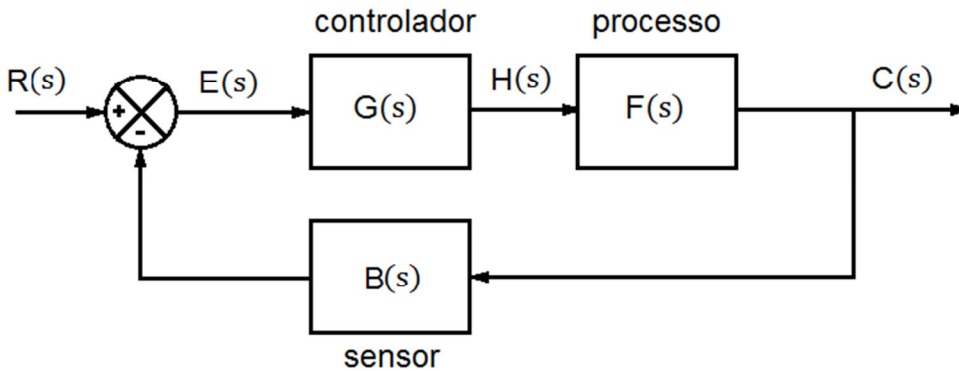 controlador
processo
R(s)
E(s)
H(s)
C(s)
+
-
G(s)
F(s)
B(s)
sensor